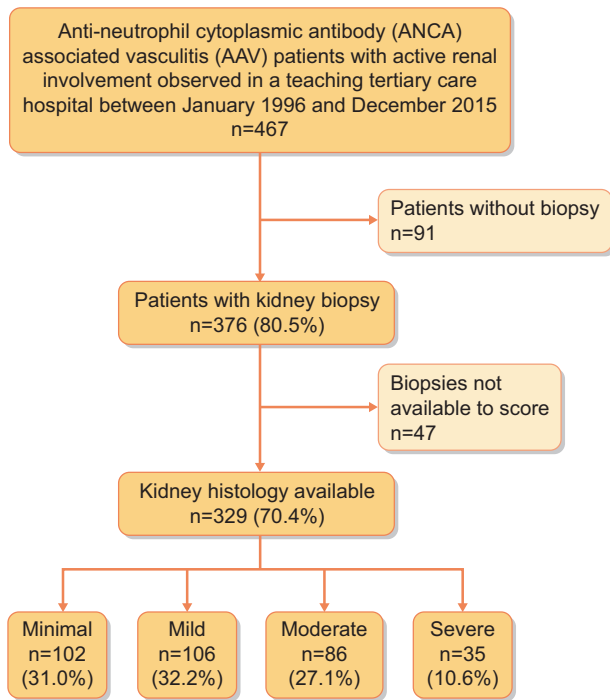 Anti-neutrophil cytoplasmic antibody (ANCA)
associated vasculitis (AAV) patients with active renal
involvement observed in a teaching tertiary care
hospital between January 1996 and December 2015
n=467
Patients without biopsy
n=91
Patients with kidney biopsy
n=376 (80.5%)
Biopsies not
available to score
n=47
Kidney histology available
n=329 (70.4%)
Minimal
n=102
(31.0%)
Mild
n=106
(32.2%)
Moderate
n=86
(27.1%)
Severe
n=35
(10.6%)